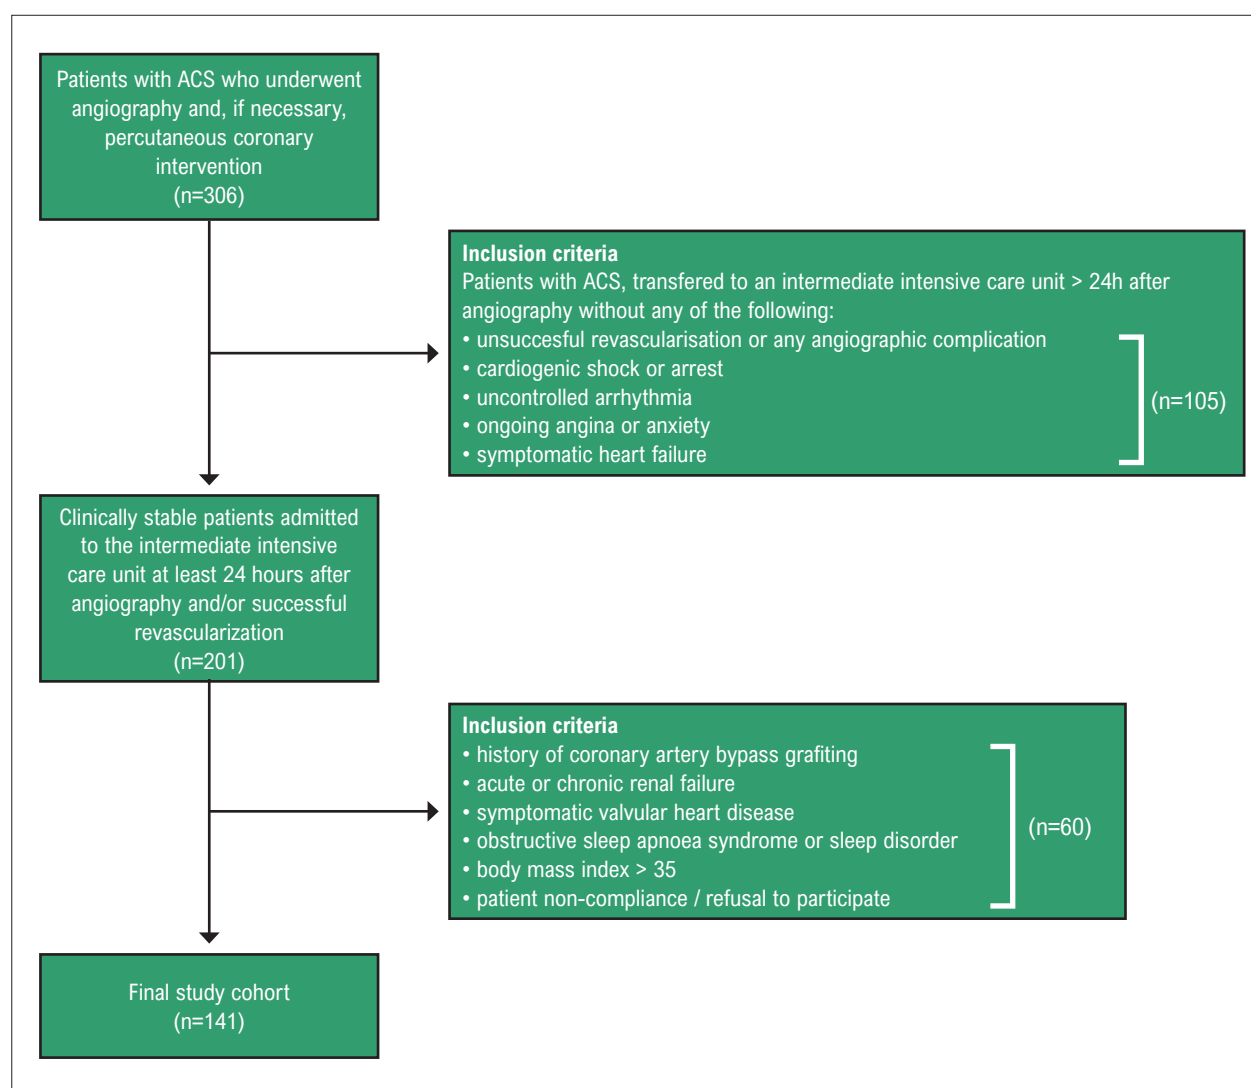 Patients with ACS who underwent
angiography and, if necessary,
percutaneous coronary
intervention
(n=306)
Inclusion criteria
Patients with ACS, transfered to an intermediate intensive care unit > 24h after
angiography without any of the following:
• unsuccesful revascularisation or any angiographic complication
• cardiogenic shock or arrest
• uncontrolled arrhythmia
• ongoing angina or anxiety
• symptomatic heart failure
(n=105)
Clinically stable patients admitted
to the intermediate intensive
care unit at least 24 hours after
angiography and/or successful
revascularization
(n=201)
Inclusion criteria
• history of coronary artery bypass grafiting
• acute or chronic renal failure
• symptomatic valvular heart disease
• obstructive sleep apnoea syndrome or sleep disorder
• body mass index > 35
• patient non-compliance / refusal to participate
(n=60)
Final study cohort
(n=141)